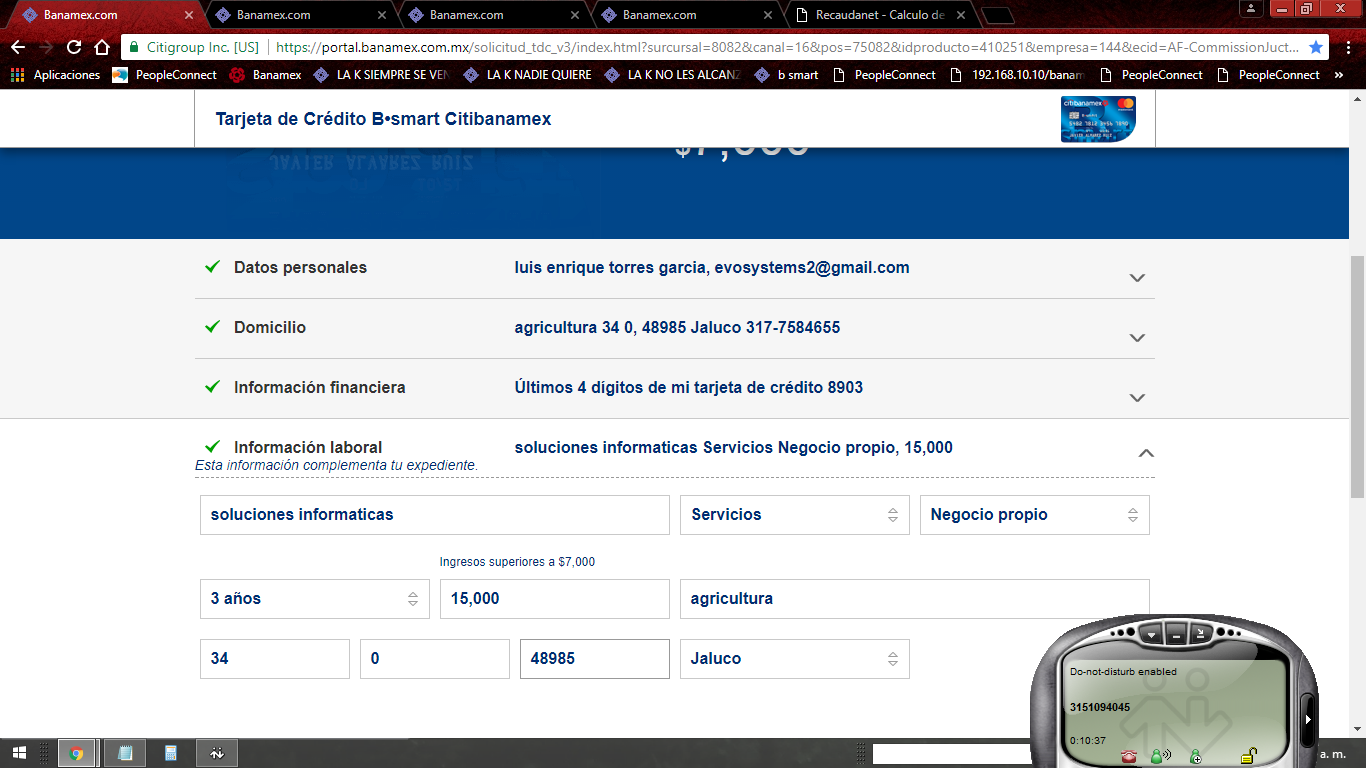 Banamex.com
Banamex.com
Banamex.com
Banamex.com
Recaudanet - Calculo de
Citigroup Inc. [US]
https://portal.banamex.com.mx/solicitud_tdc_v3/index.html?surcursal=8082&canal=16&pos=75082&idproducto=410251&empresa=144&ecid=AF-CommissionJuct...
Aplicaciones
PeopleConnect
Banamex
LA K SIEMPRE SE VEN
LA K NADIE QUIERE
LA K NO LES ALCANZ
b smart
PeopleConnect
192.168.10.10/banam
PeopleConnect
PeopleConnect
»
Tarjeta de Crédito B•smart Citibanamex
citibanamex
JAVIER ALVAREZ RUIZ
$7,000
Datos personales
luis enrique torres garcia, evosystems2@gmail.com
Domicilio
agricultura 34 0, 48985 Jaluco 317-7584655
Información financiera
Últimos 4 dígitos de mi tarjeta de crédito 8903
Información laboral
soluciones informaticas Servicios Negocio propio, 15,000
Esta información complementa tu expediente.
soluciones informaticas
Servicios
Negocio propio
Ingresos superiores a $7,000
3 años
15,000
agricultura
34
0
48985
Jaluco
Do-not-disturb enabled
3151094045
0:10:37
a. m.